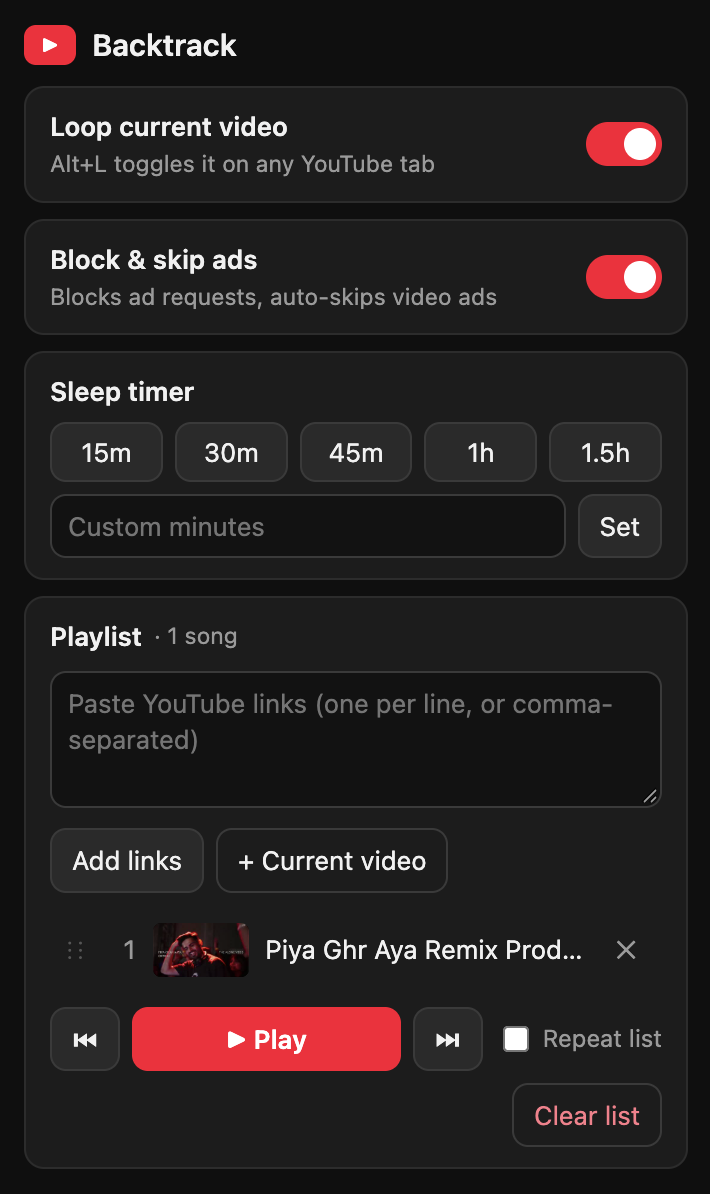 Backtrack
Loop current video
Alt+L toggles it on any YouTube tab
Block & skip ads
Blocks ad requests, auto-skips video ads
Sleep timer
15m 30m 45m 1h 1.5h
Custom minutes Set
Playlist · 1 song
Paste YouTube links (one per line, or comma-
separated)
Add links + Current video
1 Piya Ghr Aya Remix Prod...
Play Repeat list
Clear list